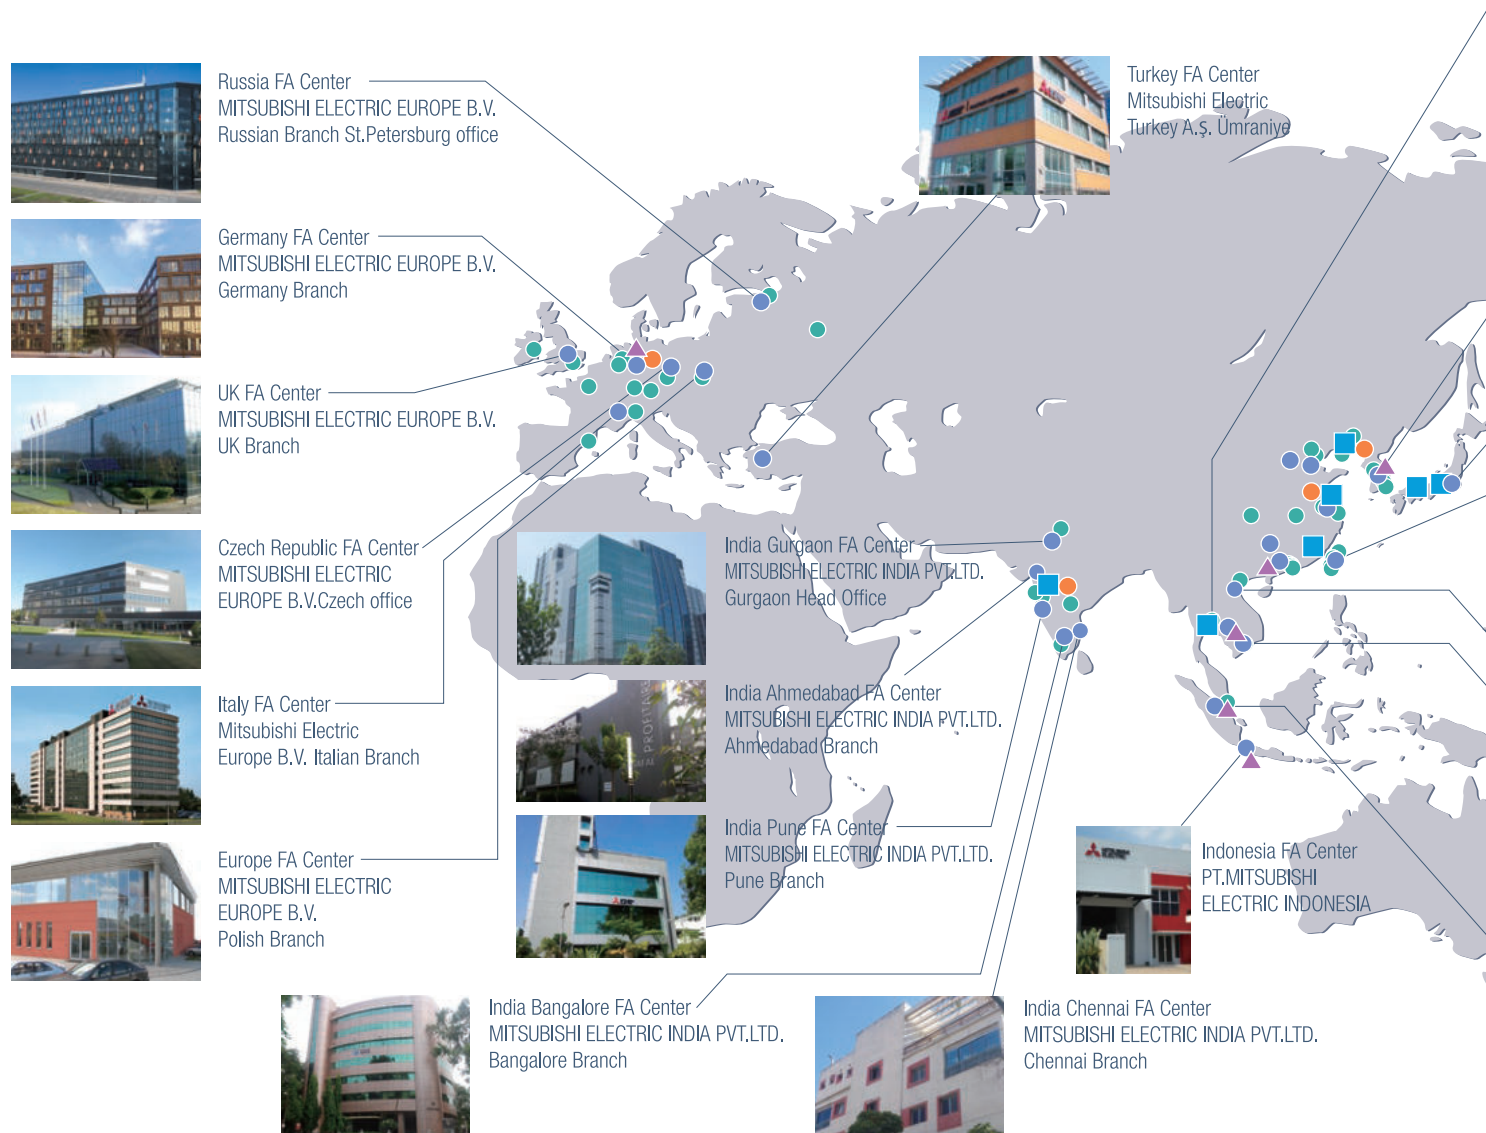 Russia FA Center
MITSUBISHI ELECTRIC EUROPE B.V.
Russian Branch St.Petersburg office
Turkey FA Center
Mitsubishi Electric
Turkey A.Ş. Ümraniye
Germany FA Center
MITSUBISHI ELECTRIC EUROPE B.V.
Germany Branch
UK FA Center
MITSUBISHI ELECTRIC EUROPE B.V.
UK Branch
Czech Republic FA Center
MITSUBISHI ELECTRIC
EUROPE B.V.Czech office
Italy FA Center
Mitsubishi Electric
Europe B.V. Italian Branch
Europe FA Center
MITSUBISHI ELECTRIC
EUROPE B.V.
Polish Branch
India Gurgaon FA Center
MITSUBISHI ELECTRIC INDIA PVT.LTD.
Gurgaon Head Office
India Ahmedabad FA Center
MITSUBISHI ELECTRIC INDIA PVT.LTD.
Ahmedabad Branch
India Pune FA Center
MITSUBISHI ELECTRIC INDIA PVT.LTD.
Pune Branch
Indonesia FA Center
PT.MITSUBISHI
ELECTRIC INDONESIA
India Bangalore FA Center
MITSUBISHI ELECTRIC INDIA PVT.LTD.
Bangalore Branch
India Chennai FA Center
MITSUBISHI ELECTRIC INDIA PVT.LTD.
Chennai Branch